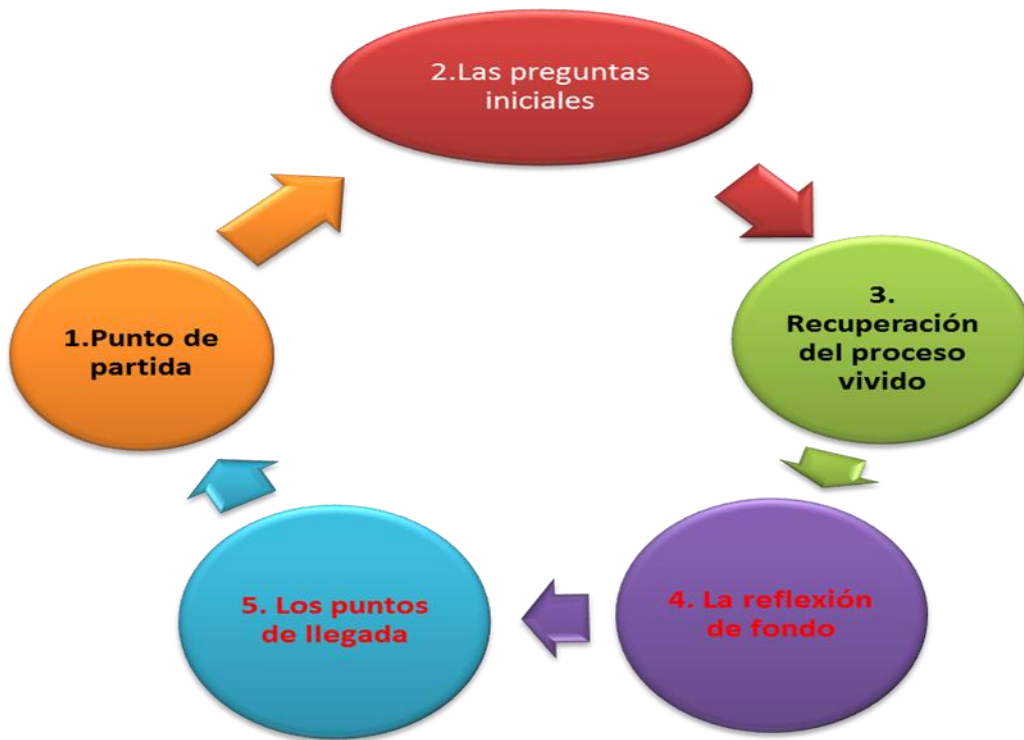 2.Las preguntas
iniciales
1.Punto de
partida
3.
Recuperación
del proceso
vivido
5. Los puntos
de llegada
4. La reflexión
de fondo